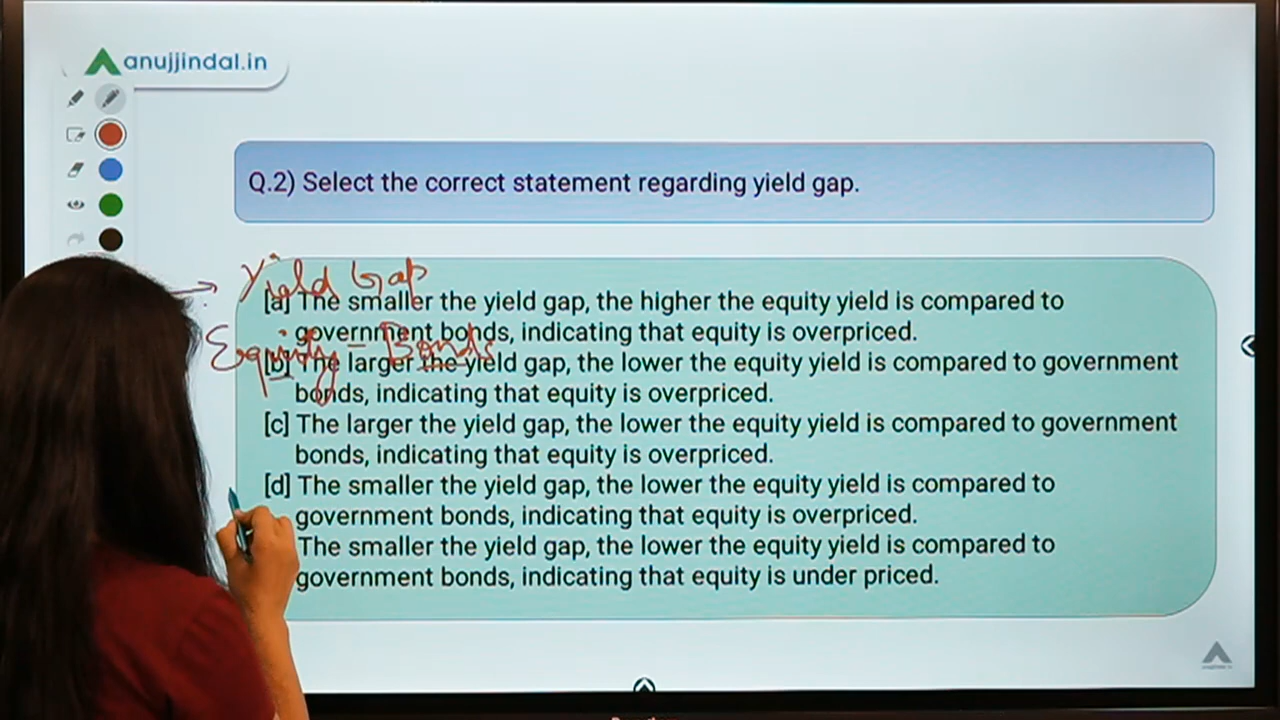 anujjindal.in
Q.2) Select the correct statement regarding yield gap.
Yield Gap
[a] The smaller the yield gap, the higher the equity yield is compared to
government bonds, indicating that equity is overpriced.
Equity - Bonds
[b] The larger the yield gap, the lower the equity yield is compared to government
bonds, indicating that equity is overpriced.
[c] The larger the yield gap, the lower the equity yield is compared to government
bonds, indicating that equity is overpriced.
[d] The smaller the yield gap, the lower the equity yield is compared to
government bonds, indicating that equity is overpriced.
The smaller the yield gap, the lower the equity yield is compared to
government bonds, indicating that equity is under priced.